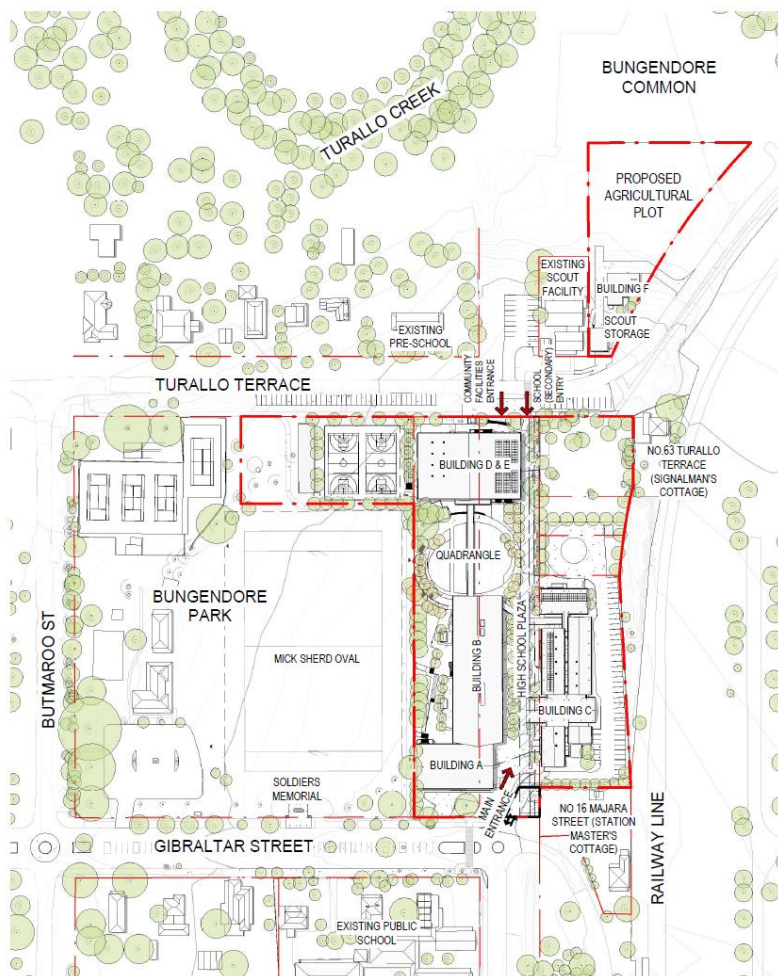 BUNGENDORE
COMMON
TURALLO CREEK
PROPOSED
AGRICULTURAL
PLOT
EXISTING
SCOUT
FACILITY
BUILDING F
SCOUT
STORAGE
EXISTING
PRE-SCHOOL
TURALLO TERRACE
COMMUNITY
FACILITIES
ENTRANCE
SCHOOL
(SECONDARY)
ENTRY
BUILDING D & E
NO.63 TURALLO
TERRACE
(SIGNALMAN'S
COTTAGE)
QUADRANGLE
BUNGENDORE
PARK
BUTMAROO ST
MICK SHERD OVAL
BUILDING B
HIGH SCHOOL PLAZA
BUILDING C
BUILDING A
SOLDIERS
MEMORIAL
MAIN
ENTRANCE
NO 16 MAJARA
STREET (STATION
MASTER'S
COTTAGE)
RAILWAY LINE
GIBRALTAR STREET
EXISTING PUBLIC
SCHOOL